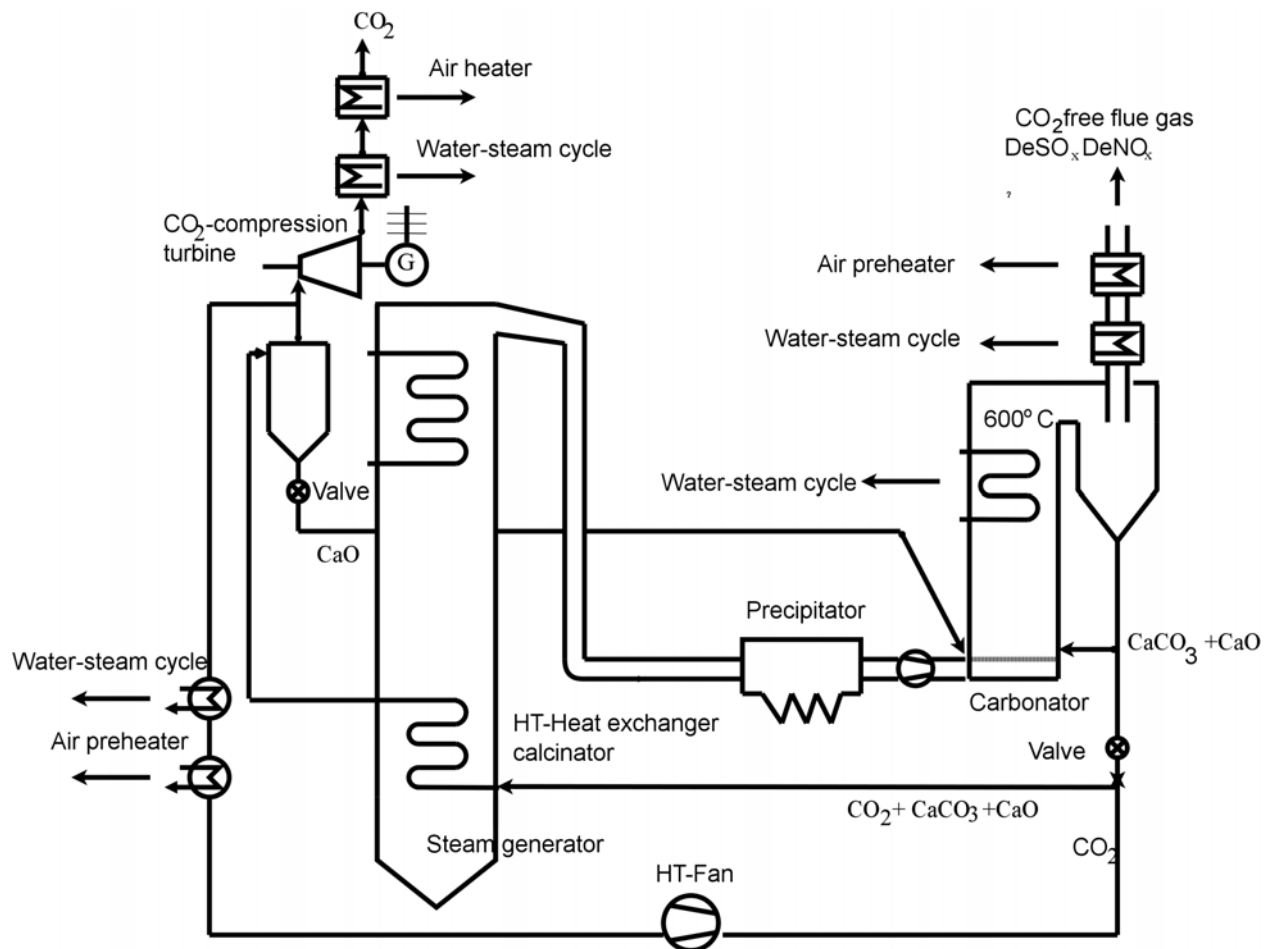 CO2
Air heater
CO2free flue gas
DeSOx DeNOx
Water-steam cycle
,
CO2-compression
turbine
G
Air preheater
Water-steam cycle
600° C
Water-steam cycle
Valve
CaO
Precipitator
CaCO3 +CaO
Water-steam cycle
Carbonator
HT-Heat exchanger
calcinator
Air preheater
Valve
CO2+ CaCO3 +CaO
Steam generator
CO2
HT-Fan